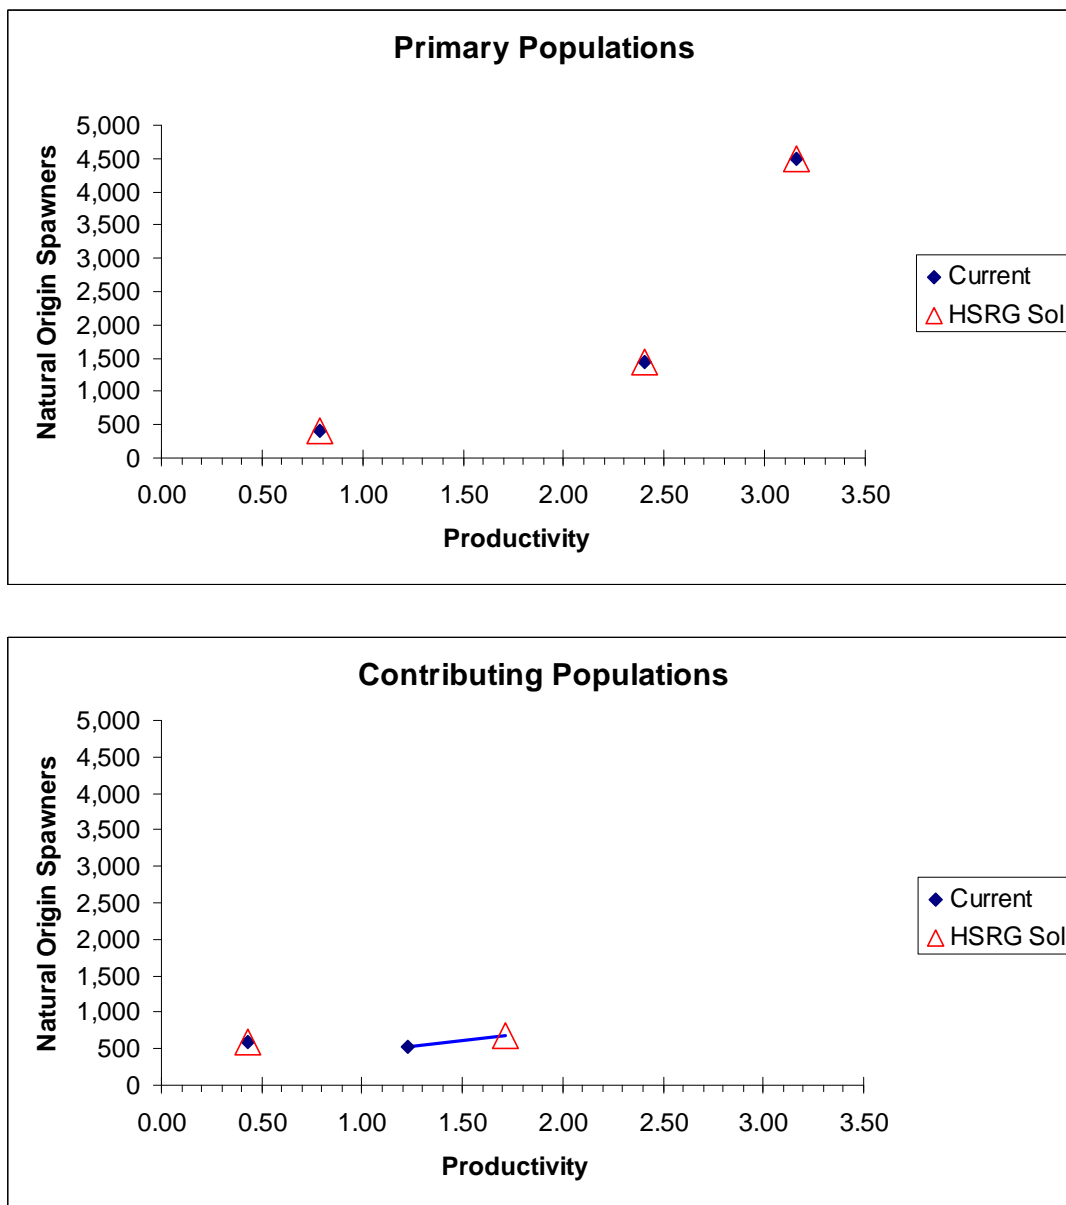 Primary Populations
Natural Origin Spawners
5,000
4,500
4,000
3,500
3,000
2,500
2,000
1,500
1,000
500
0
0.00 0.50 1.00 1.50 2.00 2.50 3.00 3.50
Productivity
Current
HSRG Sol
Contributing Populations
Natural Origin Spawners
5,000
4,500
4,000
3,500
3,000
2,500
2,000
1,500
1,000
500
0
0.00 0.50 1.00 1.50 2.00 2.50 3.00 3.50
Productivity
Current
HSRG Sol